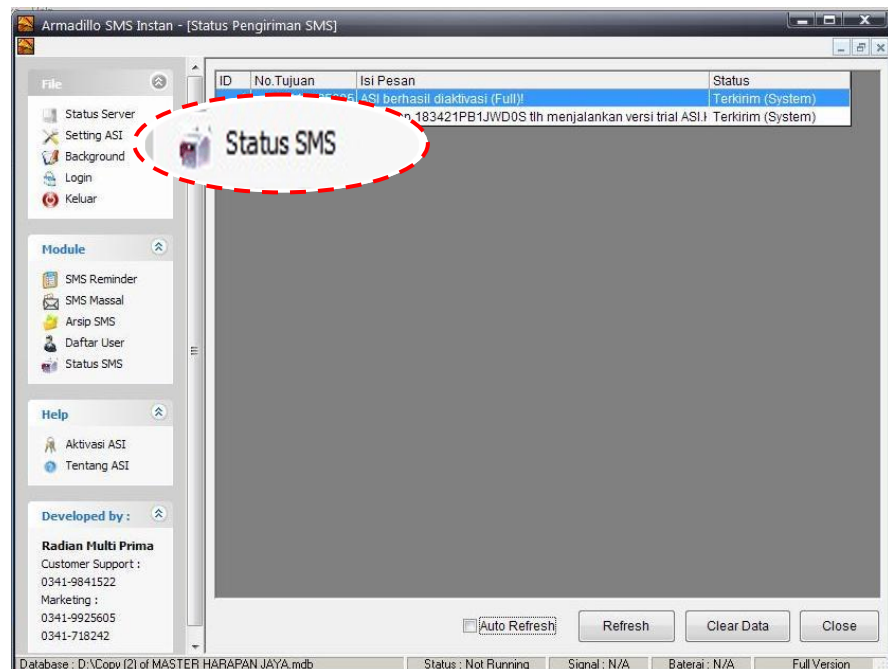 Armadillo SMS Instan - [Status Pengiriman SMS]
File
Status Server
Setting ASI
Background
Login
Keluar
Module
SMS Reminder
SMS Massal
Arsip SMS
Daftar User
Status SMS
Help
Aktivasi ASI
Tentang ASI
Developed by :
Radian Multi Prima
Customer Support :
0341-9841522
Marketing :
0341-9925605
0341-718242
ID No.Tujuan Isi Pesan Status
ASI berhasil diaktivasi (Full)! Terkirim (System)
183421PB1JWD0S tlh menjalankan versi trial ASI. Terkirim (System)
Status SMS
Auto Refresh Refresh Clear Data Close
Database : D:\Copy (2) of MASTER HARAPAN JAYA.mdb Status : Not Running Signal : N/A Baterai : N/A Full Version